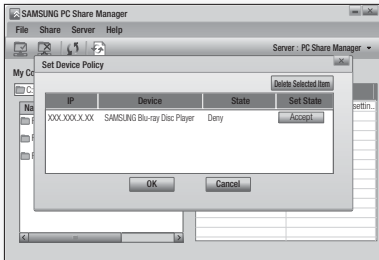 SAMSUNG PC Share Manager
File Share Server Help
Server : PC Share Manager
Set Device Policy
My Co
Delete Selected Item
C:
IP Device State Set State
Na
settin..
XXX.XXX.X.XX SAMSUNG Blu-ray Disc Player Deny Accept
F
F
F
OK Cancel